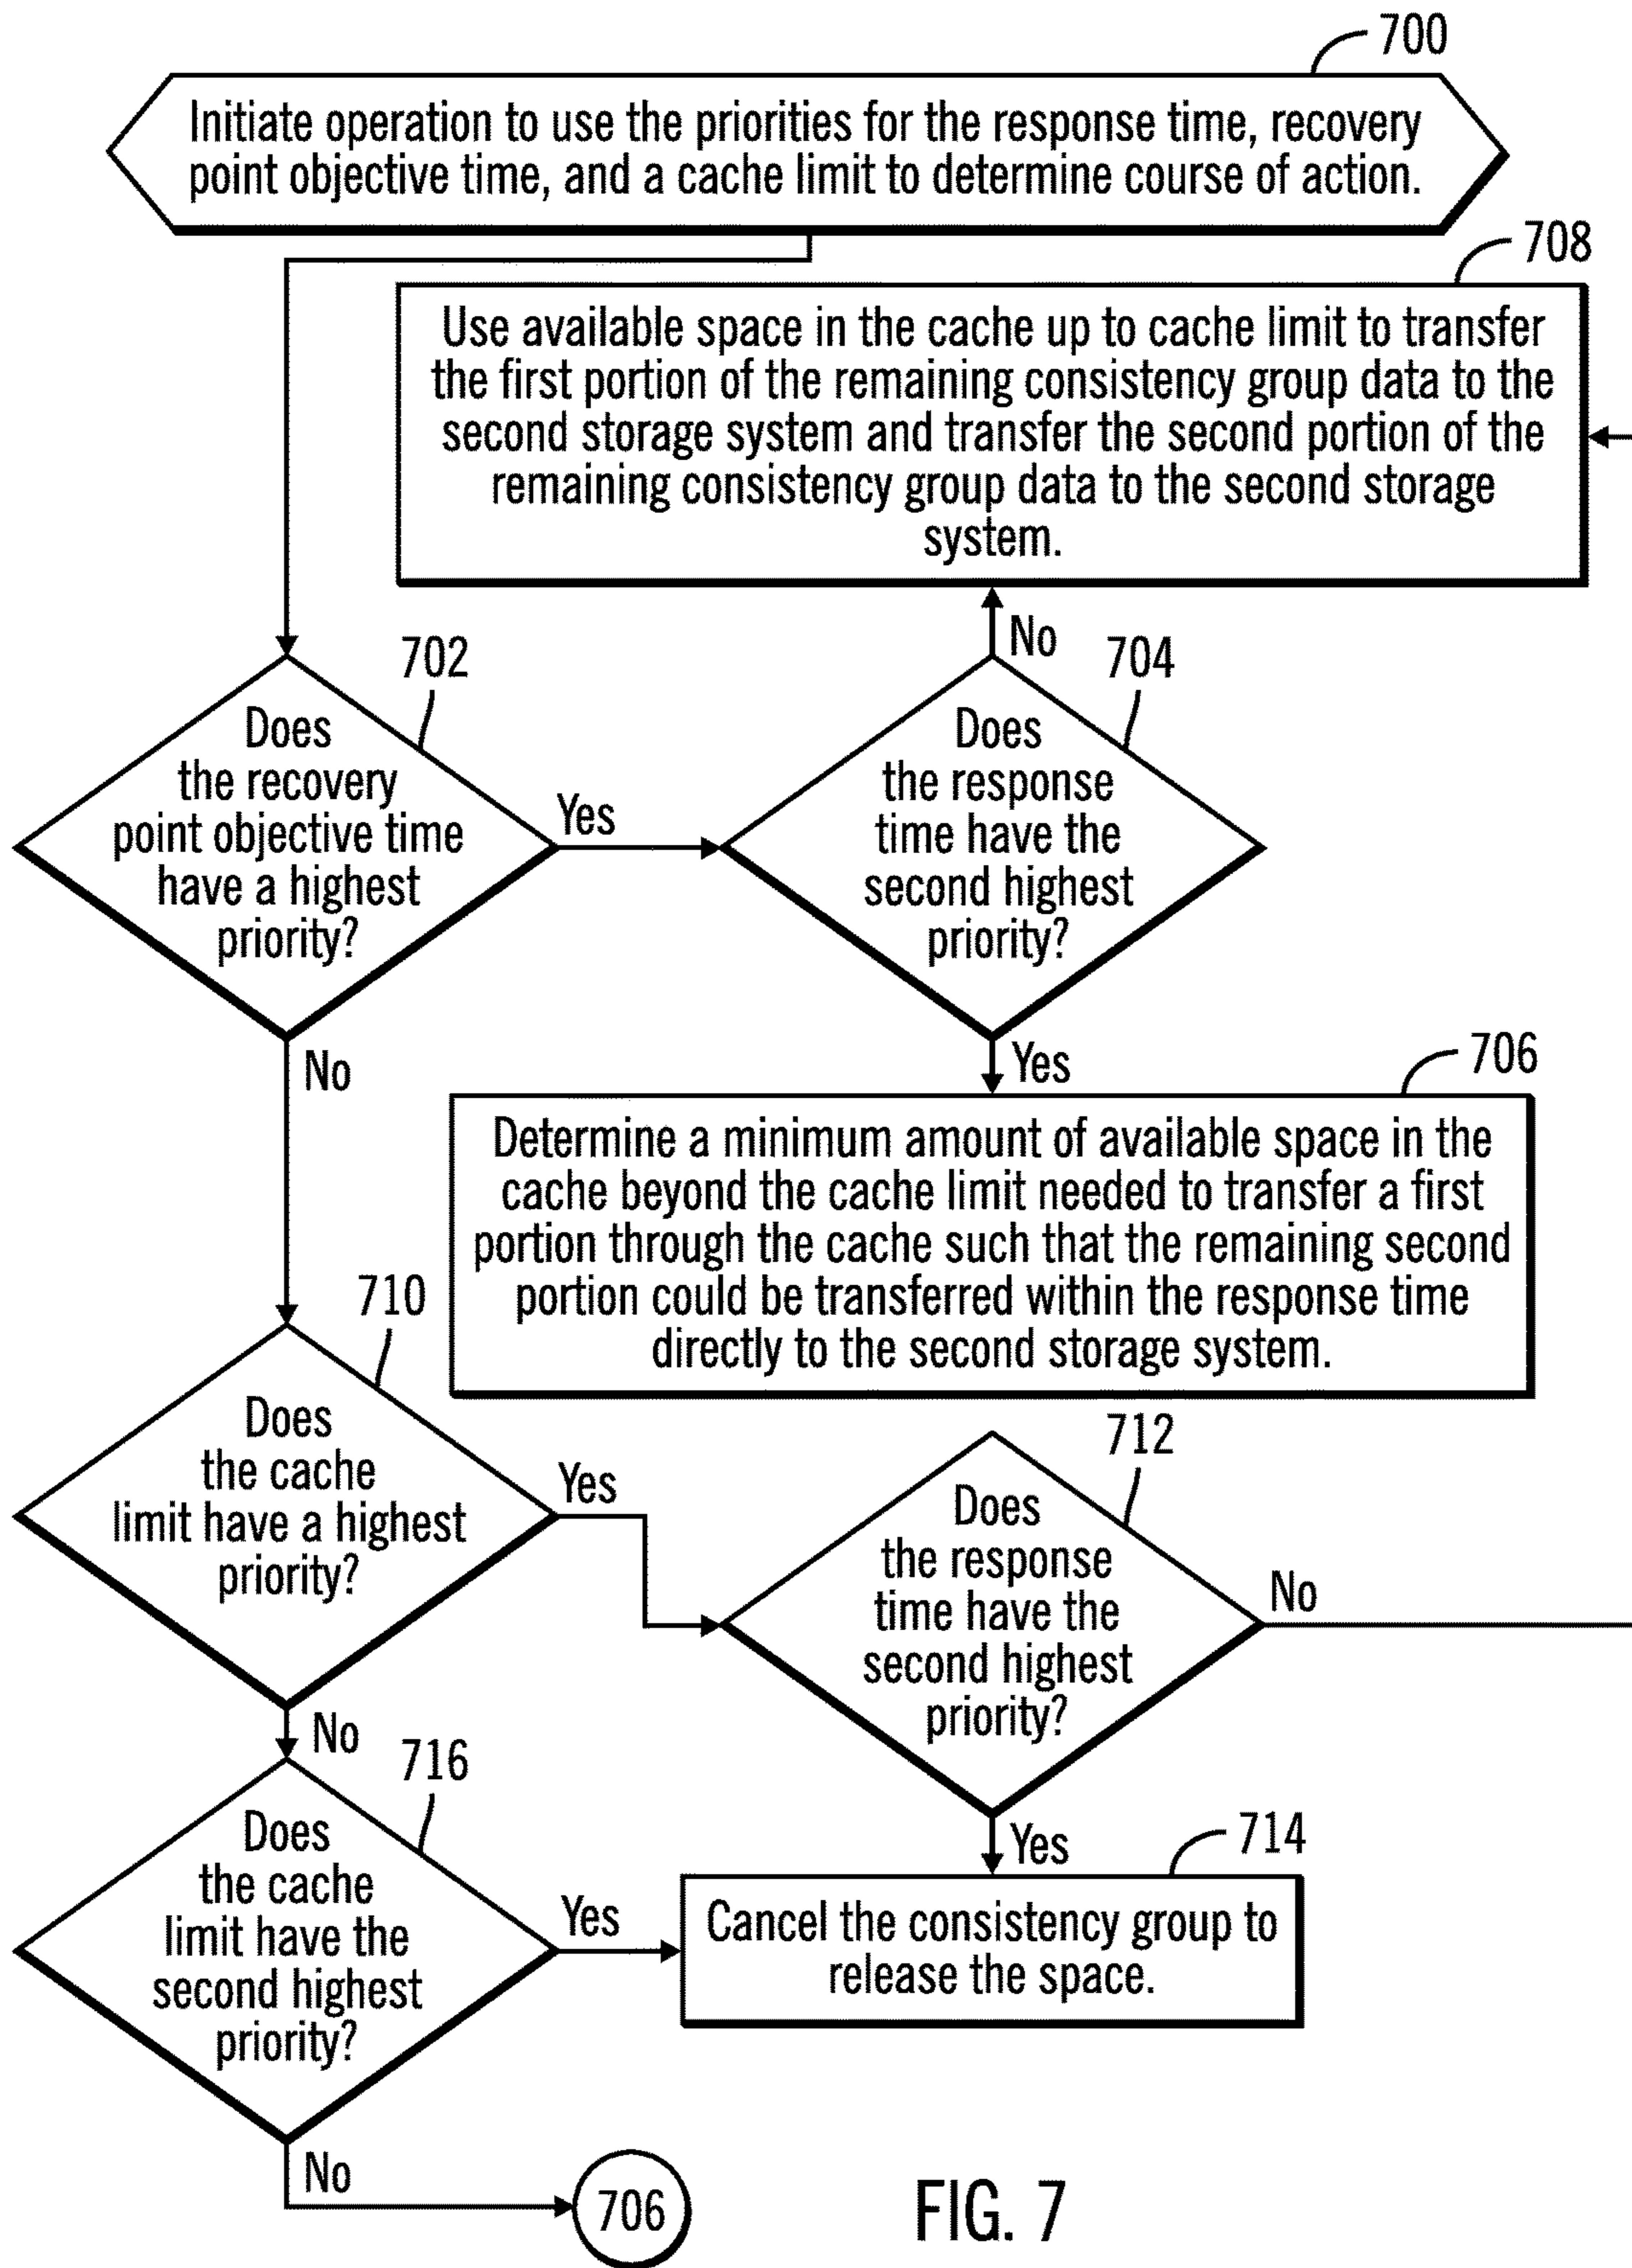 700
Initiate operation to use the priorities for the response time, recovery
point objective time, and a cache limit to determine course of action.
708
Use available space in the cache up to cache limit to transfer
the first portion of the remaining consistency group data to the
second storage system and transfer the second portion of the
remaining consistency group data to the second storage
system.
No
702
Does
the recovery
point objective time
have a highest
priority?
Yes
704
Does
the response
time have the
second highest
priority?
No
Yes
706
Determine a minimum amount of available space in the
cache beyond the cache limit needed to transfer a first
portion through the cache such that the remaining second
portion could be transferred within the response time
directly to the second storage system.
710
Does
the cache
limit have a highest
priority?
Yes
712
Does
the response
time have the
second highest
priority?
No
No
716
Does
the cache
limit have the
second highest
priority?
Yes
Yes
714
Cancel the consistency group to
release the space.
No
706
FIG. 7